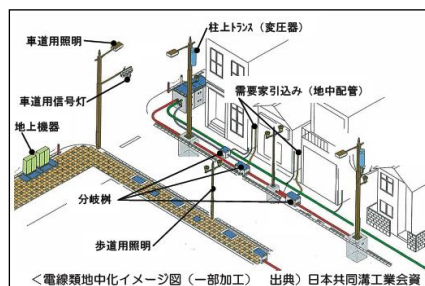 車道用照明
柱上トランス（変圧器）
車道用信号灯
需要家引込み（地中配管）
地上機器
分岐桝
歩道用照明
＜電線類地中化イメージ図（一部加工）　出典）日本共同溝工業会資